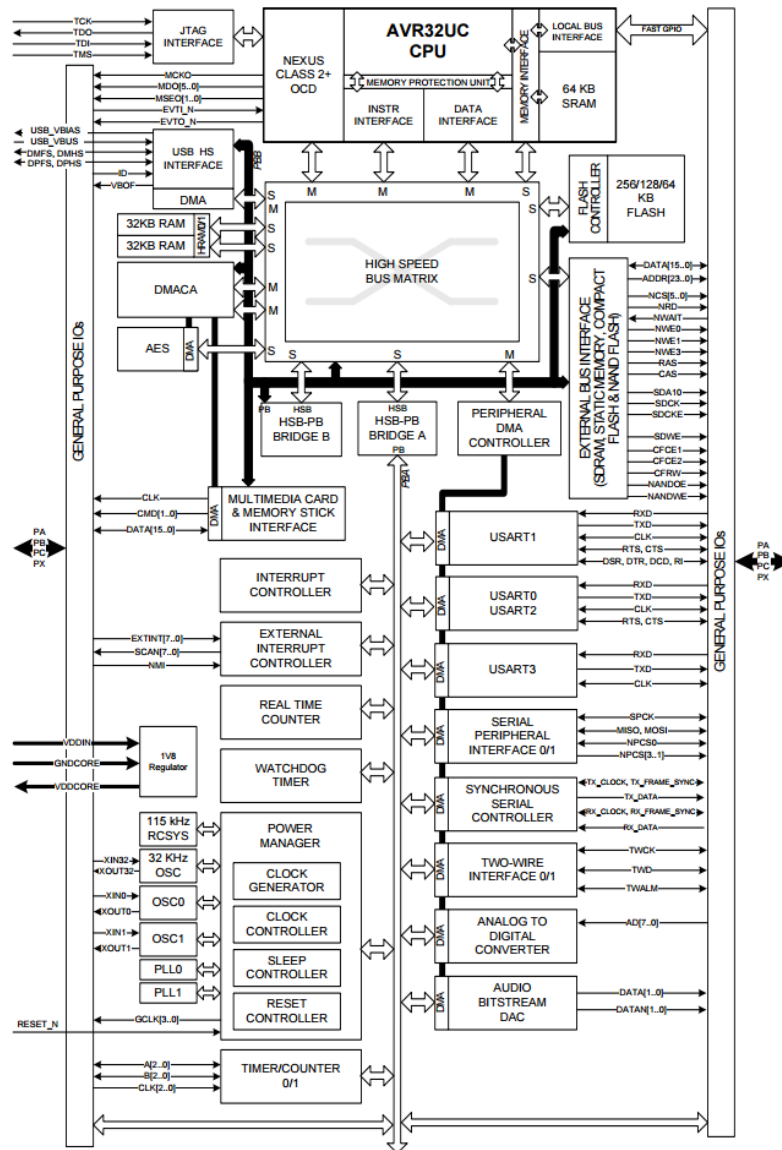 TCK
TDO
TDI
TMS
JTAG
INTERFACE
NEXUS
CLASS 2+
OCD
AVR32UC
CPU
MEMORY PROTECTION UNIT
INSTR
INTERFACE
DATA
INTERFACE
MEMORY INTERFACE
LOCAL BUS
INTERFACE
64 KB
SRAM
FAST GPIO
MCKO
MDO[5..0]
MSEO[1..0]
EVTI_N
EVTO_N
USB_VBIAS
USB_VBUS
DMFS, DMHS
DPFS, DPHS
ID
VBOF
USB HS
INTERFACE
DMA
PBB
32KB RAM
32KB RAM
HRAM0/1
DMACA
AES
DMA
S
M
S
S
M
M
S
M
M
M
S
S
S
S
S
M
HIGH SPEED
BUS MATRIX
FLASH
CONTROLLER
256/128/64
KB
FLASH
EXTERNAL BUS INTERFACE
(SDRAM, STATIC MEMORY, COMPACT
FLASH & NAND FLASH)
DATA[15..0]
ADDR[23..0]
NCS[5..0]
NRD
NWAIT
NWE0
NWE1
NWE3
RAS
CAS
SDA10
SDCK
SDCKE
SDWE
CFCE1
CFCE2
CFRW
NANDOE
NANDWE
GENERAL PURPOSE IOs
GENERAL PURPOSE IOs
PB
HSB
HSB-PB
BRIDGE B
HSB
HSB-PB
BRIDGE A
PB
PBA
PERIPHERAL
DMA
CONTROLLER
CLK
CMD[1..0]
DATA[15..0]
DMA
MULTIMEDIA CARD
& MEMORY STICK
INTERFACE
PA
PB
PC
PX
PA
PB
PC
PX
INTERRUPT
CONTROLLER
EXTINT[7..0]
SCAN[7..0]
NMI
EXTERNAL
INTERRUPT
CONTROLLER
REAL TIME
COUNTER
VDDIN
GNDCORE
VDDCORE
1V8
Regulator
WATCHDOG
TIMER
115 kHz
RCSYS
XIN32
XOUT32
32 KHz
OSC
XIN0
XOUT0
OSC0
XIN1
XOUT1
OSC1
PLL0
PLL1
POWER
MANAGER
CLOCK
GENERATOR
CLOCK
CONTROLLER
SLEEP
CONTROLLER
RESET
CONTROLLER
GCLK[3..0]
RESET_N
A[2..0]
B[2..0]
CLK[2..0]
TIMER/COUNTER
0/1
DMA
USART1
RXD
TXD
CLK
RTS, CTS
DSR, DTR, DCD, RI
DMA
USART0
USART2
RXD
TXD
CLK
RTS, CTS
DMA
USART3
RXD
TXD
CLK
DMA
SERIAL
PERIPHERAL
INTERFACE 0/1
SPCK
MISO, MOSI
NPCS0
NPCS[3..1]
DMA
SYNCHRONOUS
SERIAL
CONTROLLER
TX_CLOCK, TX_FRAME_SYNC
TX_DATA
RX_CLOCK, RX_FRAME_SYNC
RX_DATA
DMA
TWO-WIRE
INTERFACE 0/1
TWCK
TWD
TWALM
DMA
ANALOG TO
DIGITAL
CONVERTER
AD[7..0]
DMA
AUDIO
BITSTREAM
DAC
DATA[1..0]
DATAN[1..0]